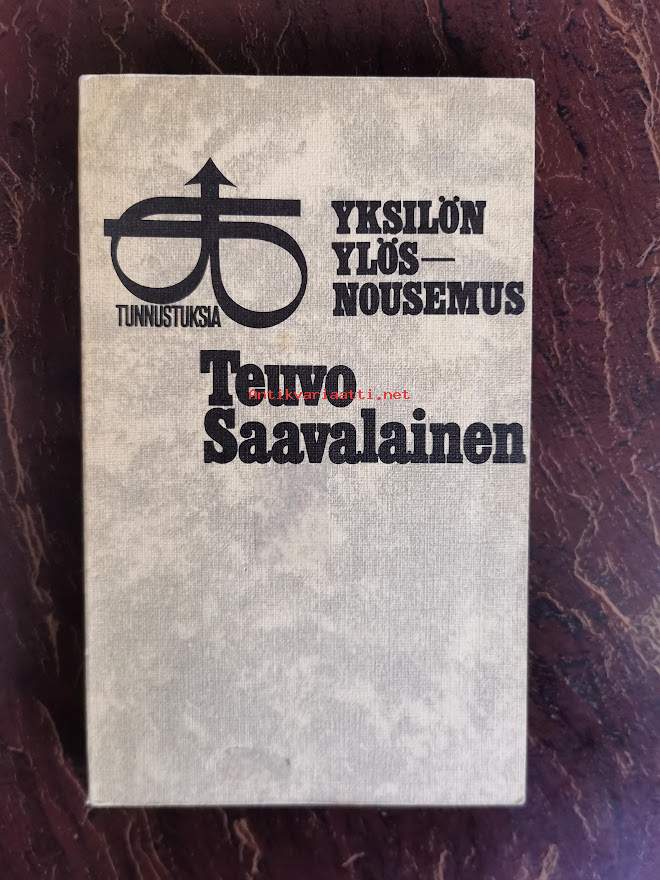 YKSILÖN
YLÖS—
NOUSEMUS
TUNNUSTUKSIA
Teuvo
Antikvariaatti.net
Saavalainen